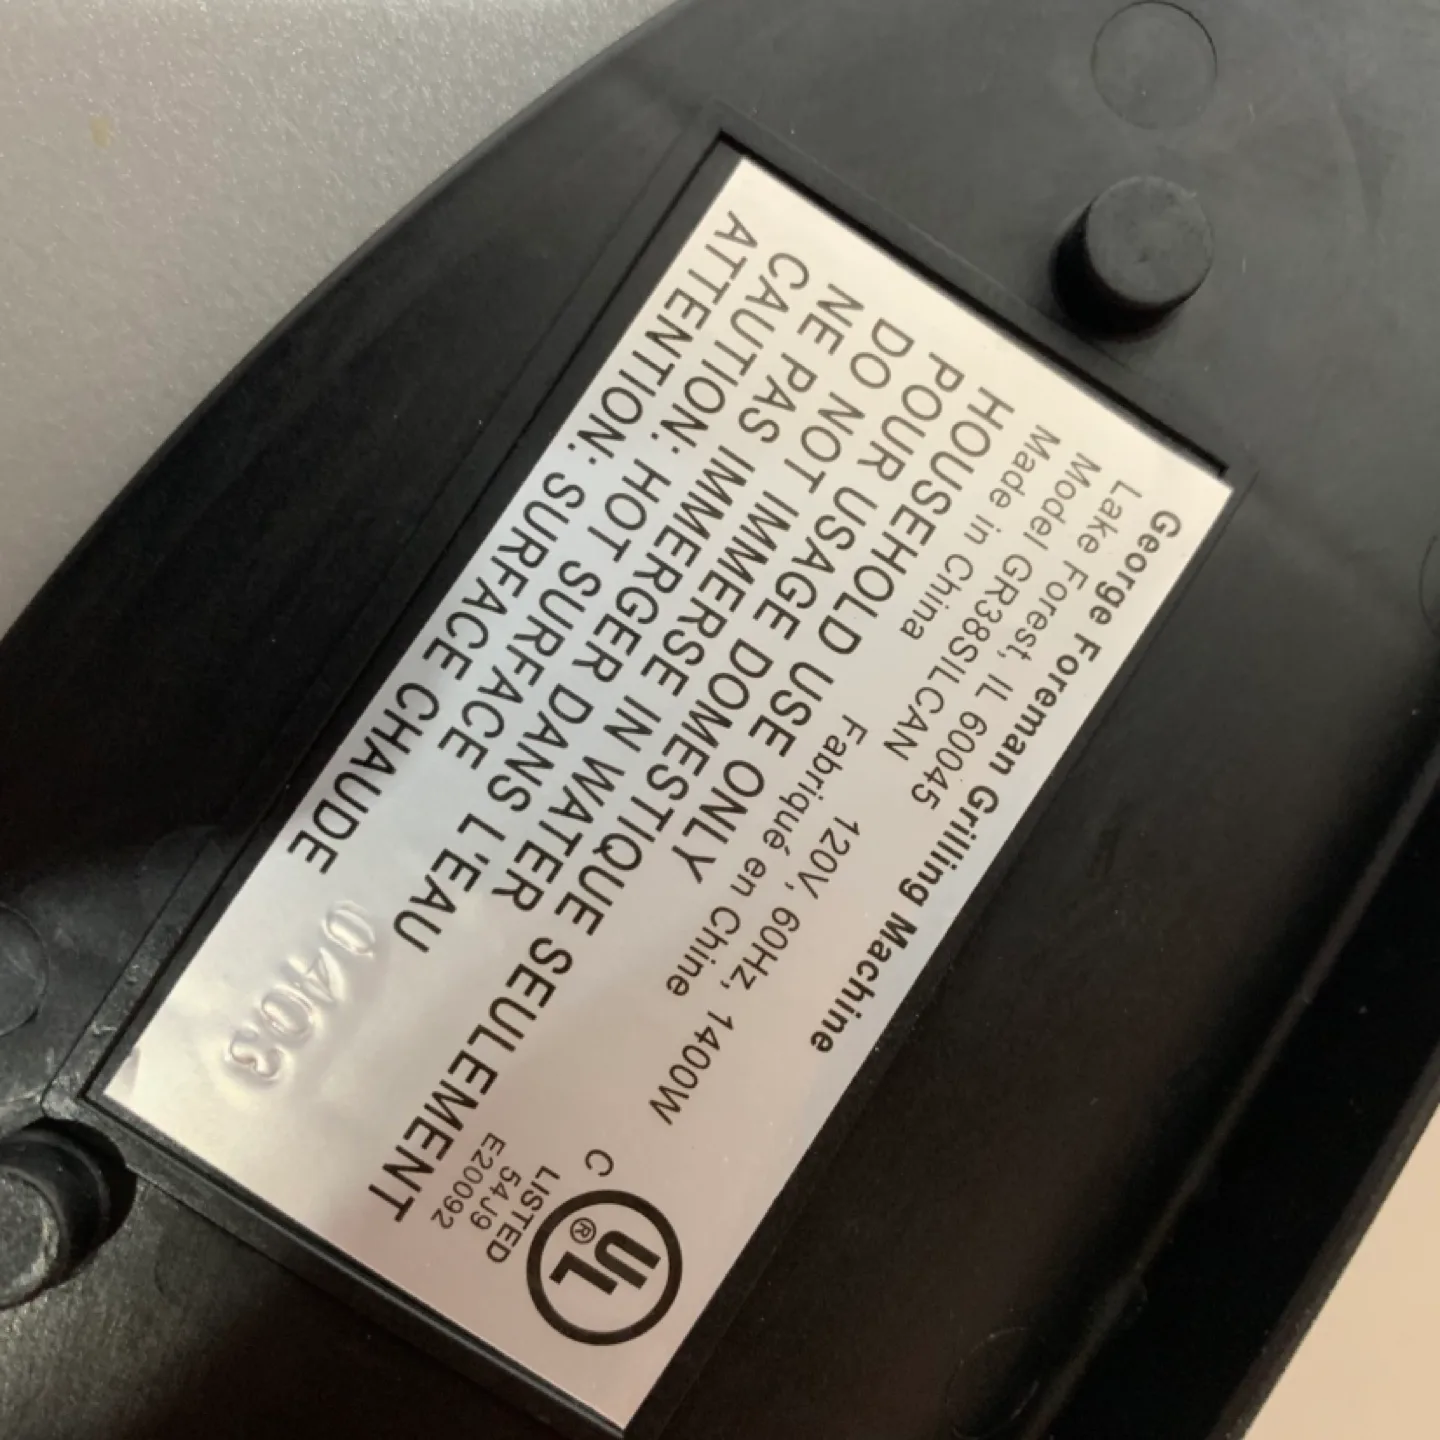 George Foreman Grilling Machine
Lake Forest, IL 60045
Model GR38SILCAN 120V, 60Hz, 1400W
Made in China Fabriqué en Chine
HOUSEHOLD USE ONLY
POUR USAGE DOMESTIQUE SEULEMENT
DO NOT IMMERSE IN WATER
NE PAS IMMERGER DANS L'EAU
CAUTION: HOT SURFACE
ATTENTION: SURFACE CHAUDE
C UL ®
LISTED
54J9
E20092
0403